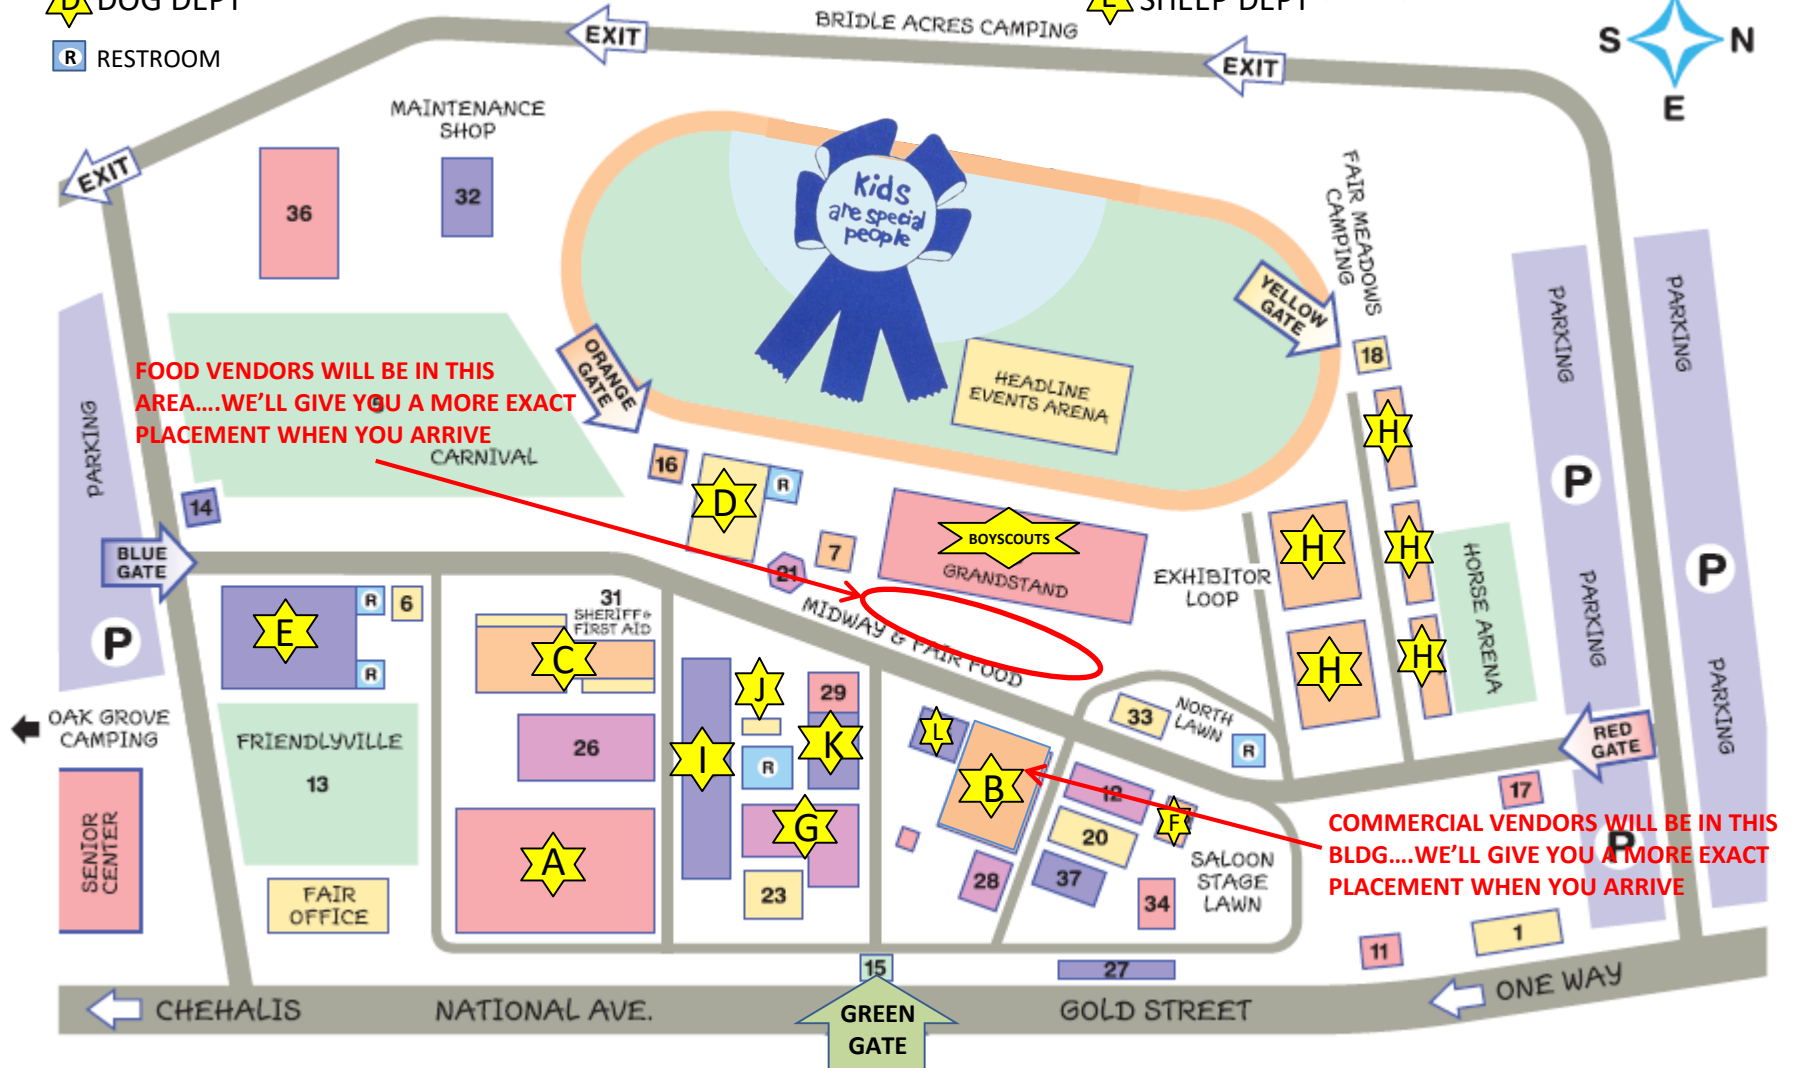 D DOG DEPT
E SHEEP DEPT
R RESTROOM
BRIDLE ACRES CAMPING
EXIT
EXIT
EXIT
S
N
E
MAINTENANCE
SHOP
36
32
Kids
are special
people
FAIR MEADOWS
CAMPING
YELLOW
GATE
18
PARKING
PARKING
ORANGE
GATE
HEADLINE
EVENTS ARENA
FOOD VENDORS WILL BE IN THIS
AREA....WE'LL GIVE YOU A MORE EXACT
PLACEMENT WHEN YOU ARRIVE
5
CARNIVAL
PARKING
14
BLUE
GATE
P
16
D
R
7
21
BOYSCOUTS
GRANDSTAND
MIDWAY & FAIR FOOD
EXHIBITOR
LOOP
H
H
H
H
H
HORSE ARENA
P
P
PARKING
PARKING
E
R
6
R
31
SHERIFF &
FIRST AID
C
J
29
I
K
R
L
B
33
NORTH
LAWN
R
RED
GATE
OAK GROVE
CAMPING
FRIENDLYVILLE
13
26
A
G
23
SENIOR
CENTER
FAIR
OFFICE
12
F
20
37
28
34
SALOON
STAGE
LAWN
17
P
COMMERCIAL VENDORS WILL BE IN THIS
BLDG....WE'LL GIVE YOU A MORE EXACT
PLACEMENT WHEN YOU ARRIVE
1
11
15
27
CHEHALIS
NATIONAL AVE.
GREEN
GATE
GOLD STREET
ONE WAY